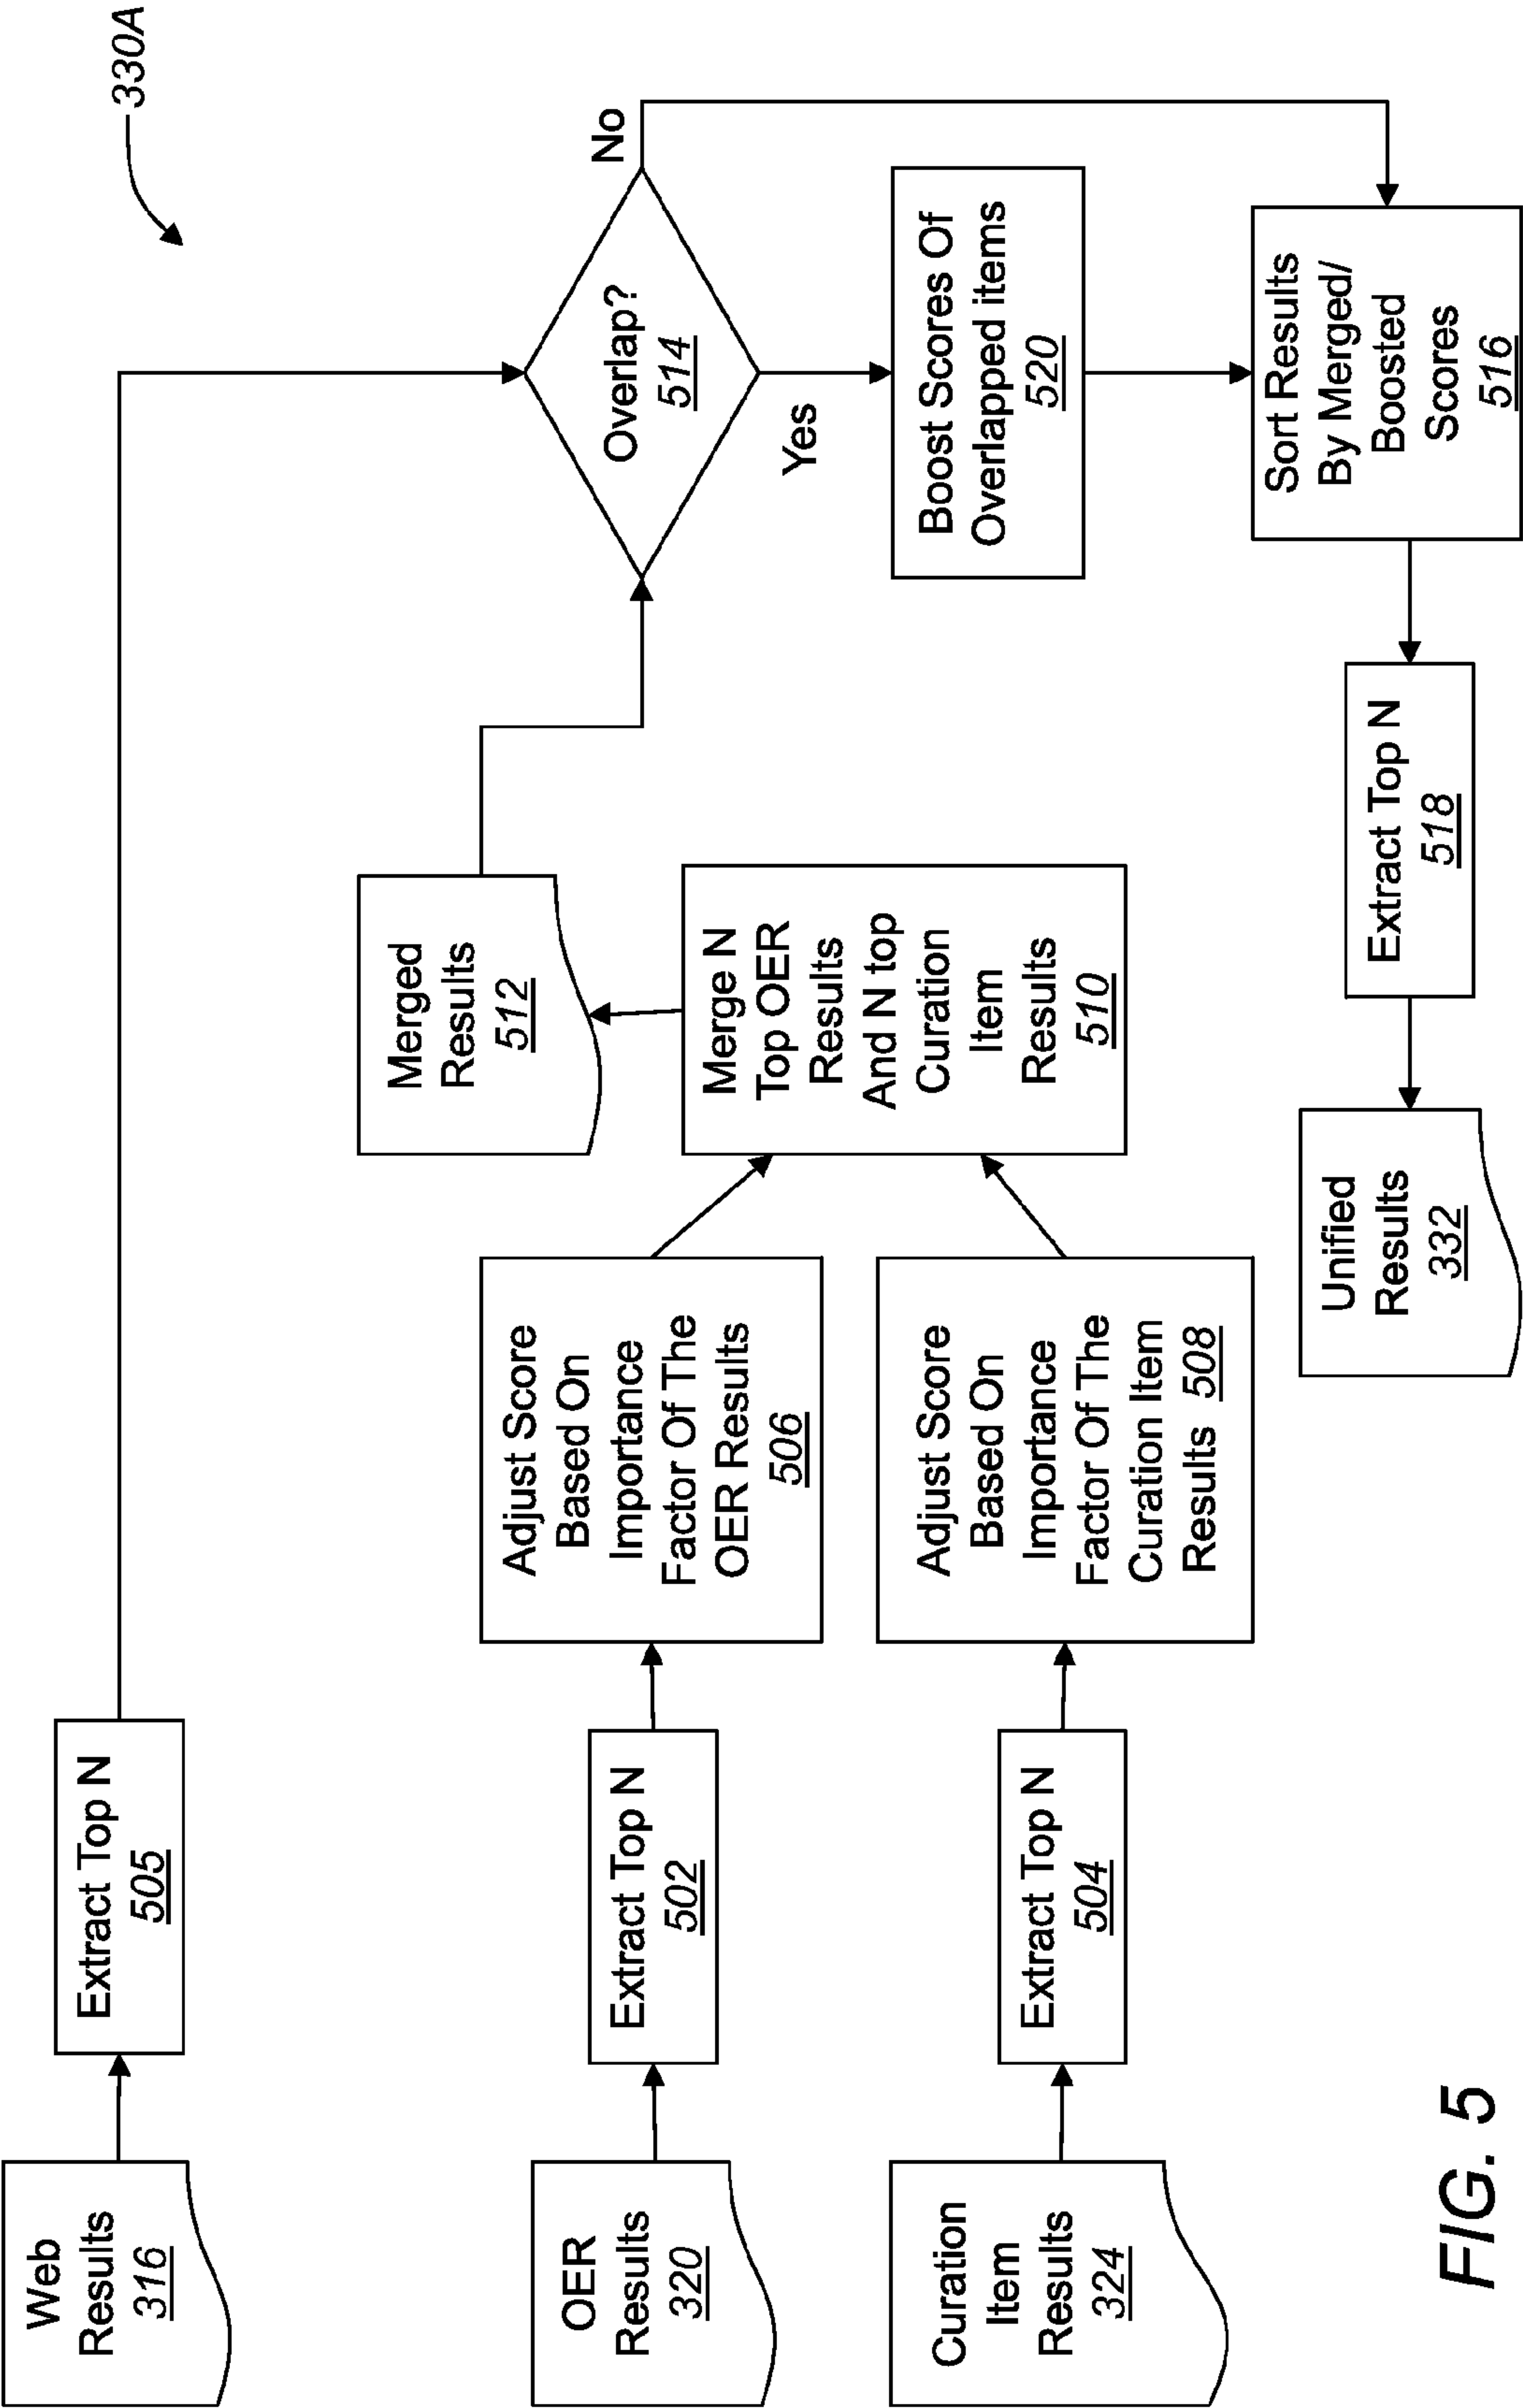 330A
Web
Results
316
Extract Top N
505
OER
Results
320
Extract Top N
502
Adjust Score
Based On
Importance
Factor Of The
OER Results
506
Curation
Item
Results
324
Extract Top N
504
Adjust Score
Based On
Importance
Factor Of The
Curation Item
Results 508
Merge N
Top OER
Results
And N top
Curation
Item
Results
510
Merged
Results
512
Overlap?
514
No
Yes
Boost Scores Of
Overlapped items
520
Sort Results
By Merged/
Boosted
Scores
516
Extract Top N
518
Unified
Results
332
FIG. 5